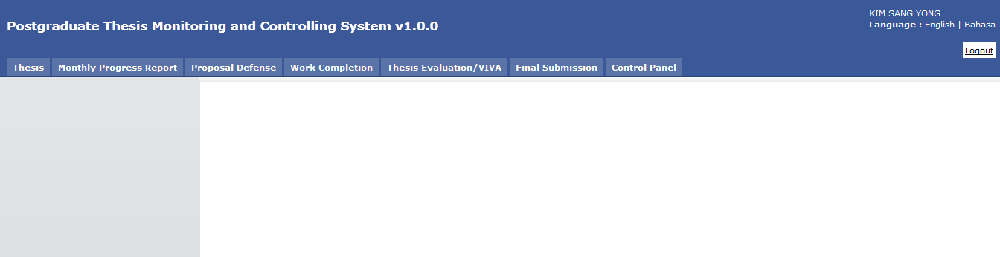 KIM SANG YONG
Postgraduate Thesis Monitoring and Controlling System v1.0.0
Language : English | Bahasa
Logout
Thesis Monthly Progress Report Proposal Defense Work Completion Thesis Evaluation/VIVA Final Submission Control Panel